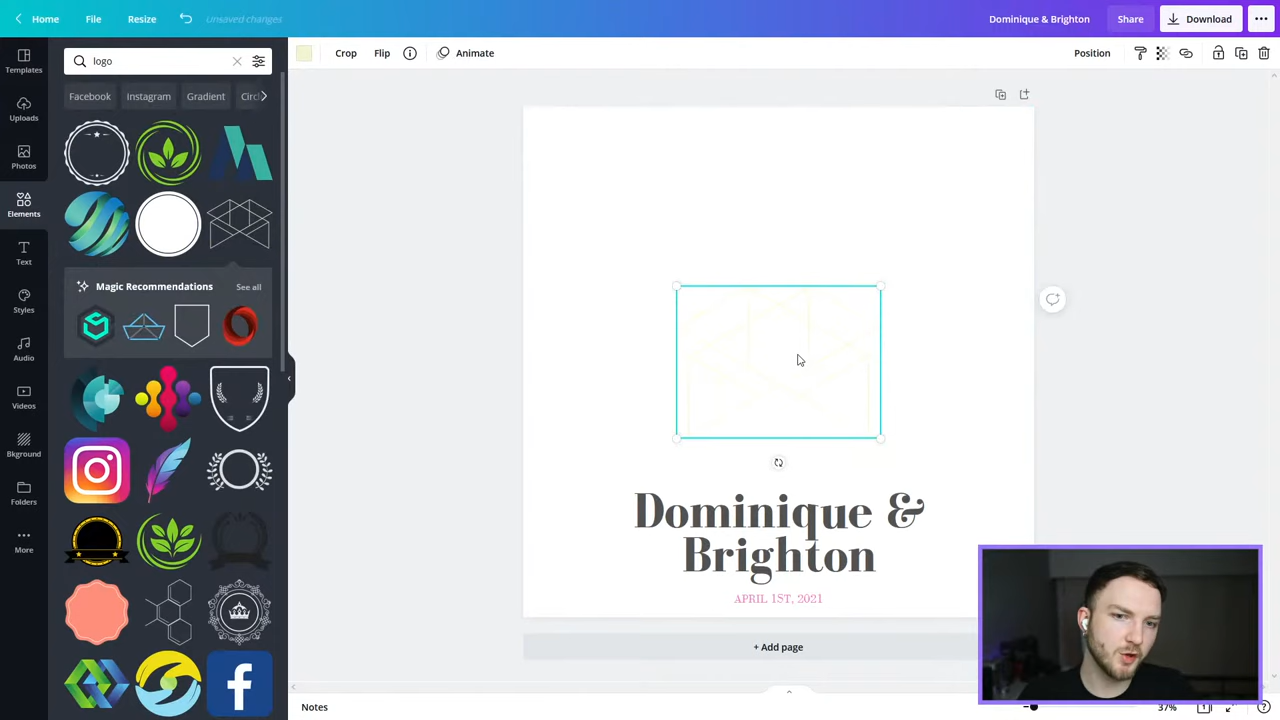 Home
File
Resize
Unsaved changes
Dominique & Brighton
Share
Download
Templates
Uploads
Photos
Elements
Text
Styles
Audio
Videos
Bkground
Folders
More
logo
Facebook
Instagram
Gradient
Circ
Magic Recommendations
See all
Crop
Flip
Animate
Position
Dominique &
Brighton
APRIL 1ST, 2021
+ Add page
Notes
37%
1